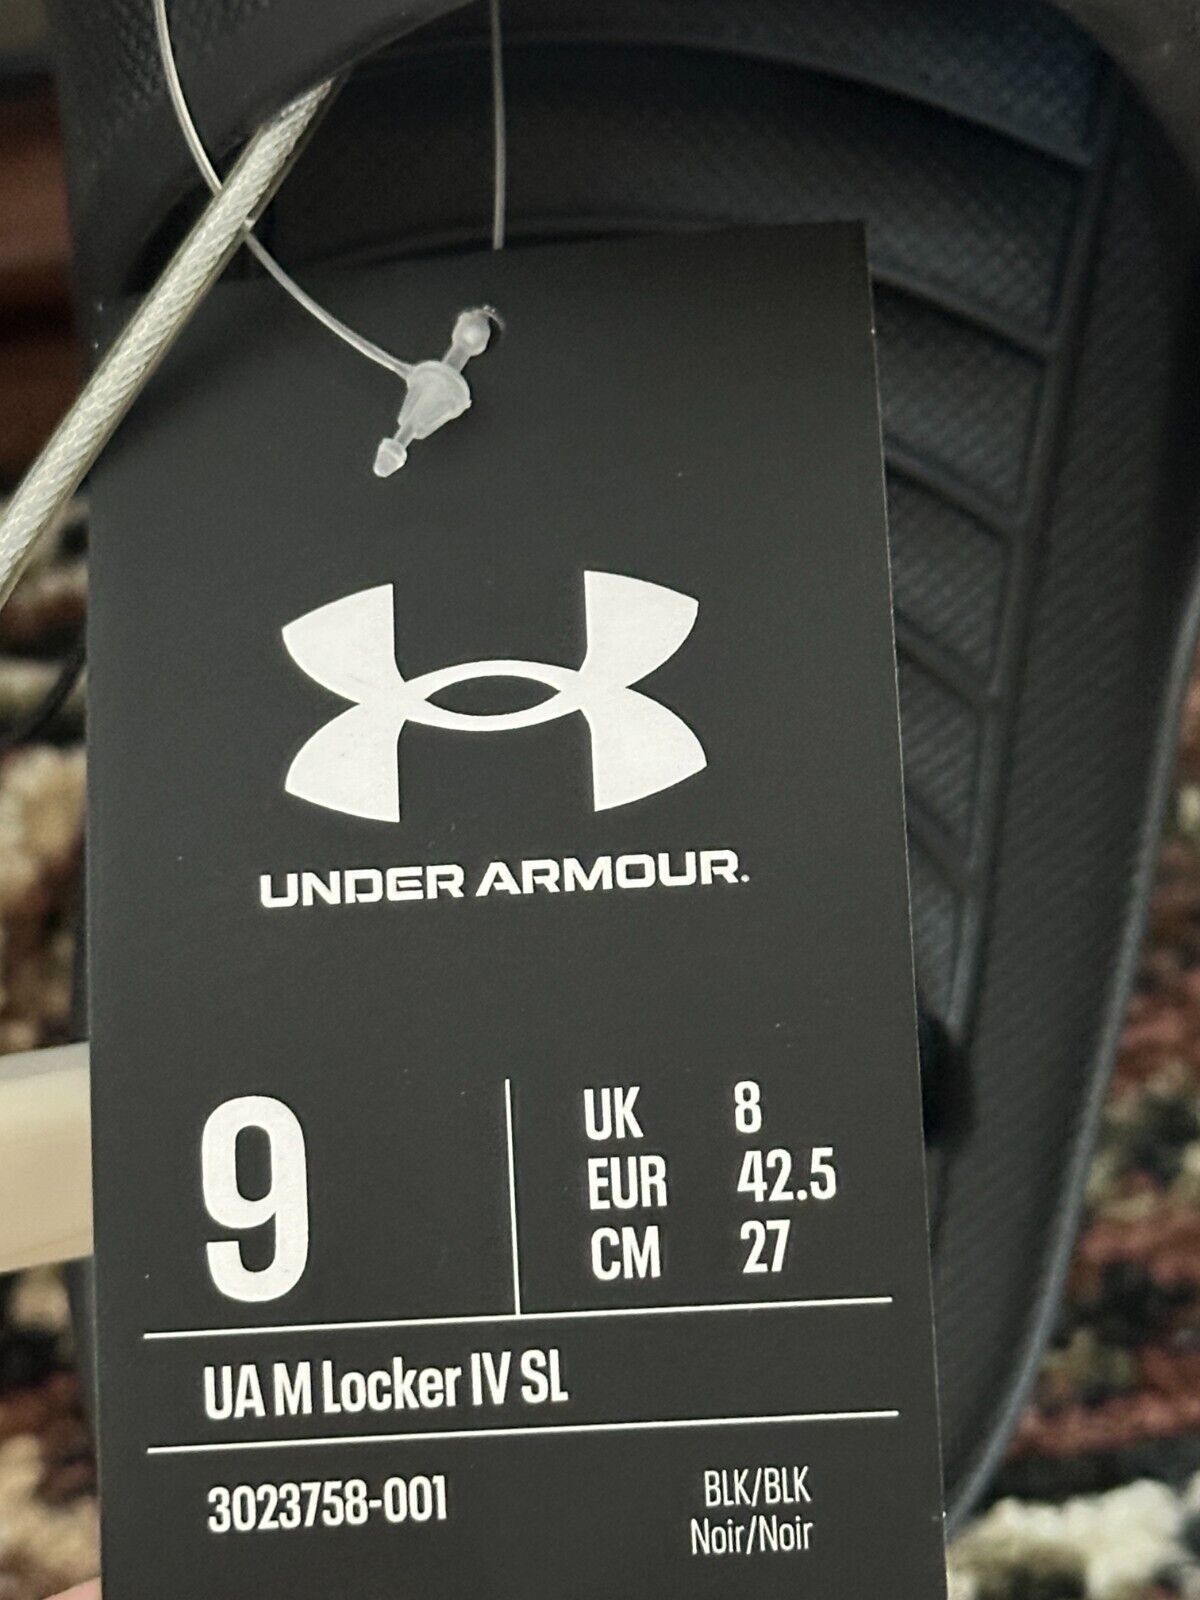 UNDER ARMOUR.
9
UK 8
EUR 42.5
CM 27
UA M Locker IV SL
3023758-001
BLK/BLK
Noir/Noir